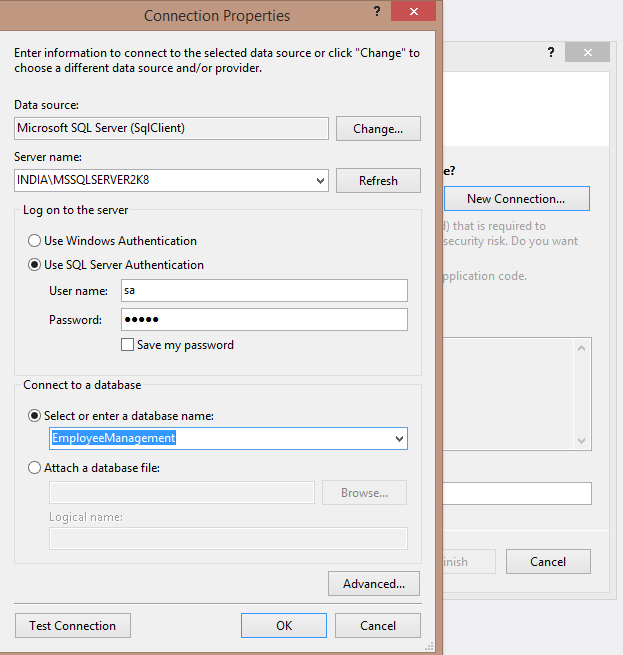 Connection Properties
?
Enter information to connect to the selected data source or click "Change" to
choose a different data source and/or provider.
Data source:
Microsoft SQL Server (SqlClient)
Change...
Server name:
INDIA\MSSQLSERVER2K8
Refresh
Log on to the server
Use Windows Authentication
Use SQL Server Authentication
User name:
sa
Password:
●●●●●
Save my password
Connect to a database
Select or enter a database name:
EmployeeManagement
Attach a database file:
Browse...
Logical name:
Advanced...
Test Connection
OK
Cancel
?
e?
New Connection...
d) that is required to
security risk. Do you want
pplication code.
inish
Cancel